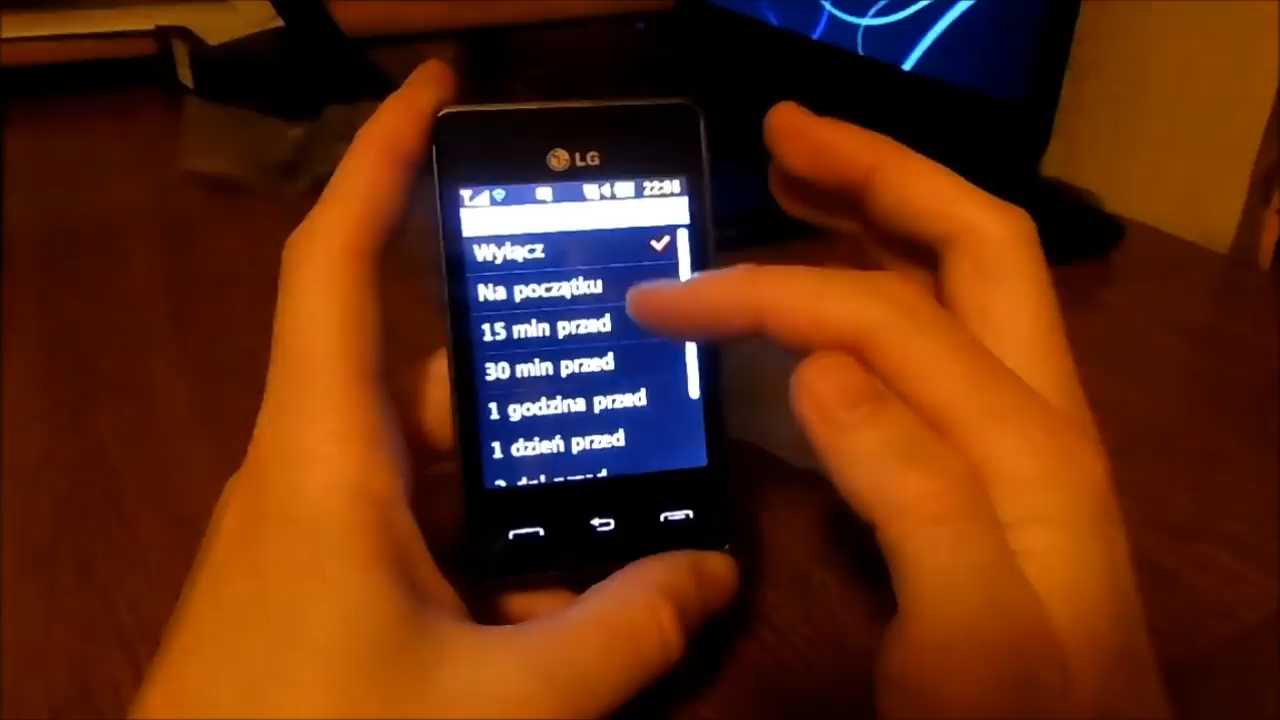 LG
22:08
Wyłącz
Na początku
15 min przed
30 min przed
1 godzina przed
1 dzień przed